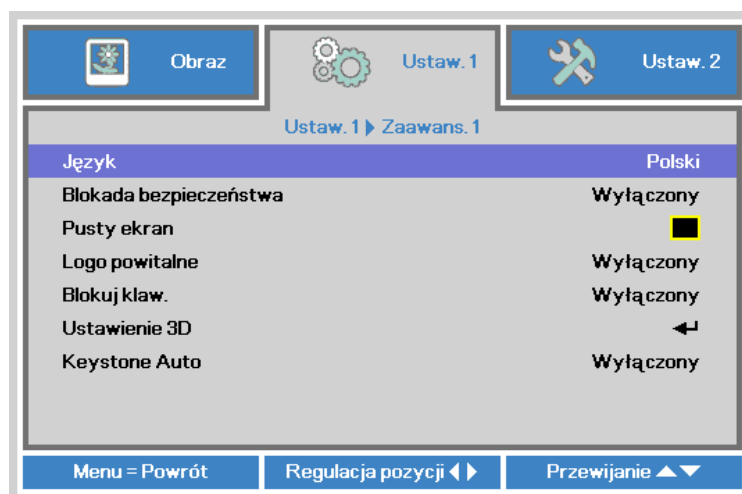 Obraz
Ustaw. 1
Ustaw. 2
Ustaw. 1 Zaawans. 1
Język Polski
Blokada bezpieczeństwa Wyłączony
Pusty ekran
Logo powitalne Wyłączony
Blokuj klaw. Wyłączony
Ustawienie 3D
Keystone Auto Wyłączony
Menu = Powrót
Regulacja pozycji
Przewijanie